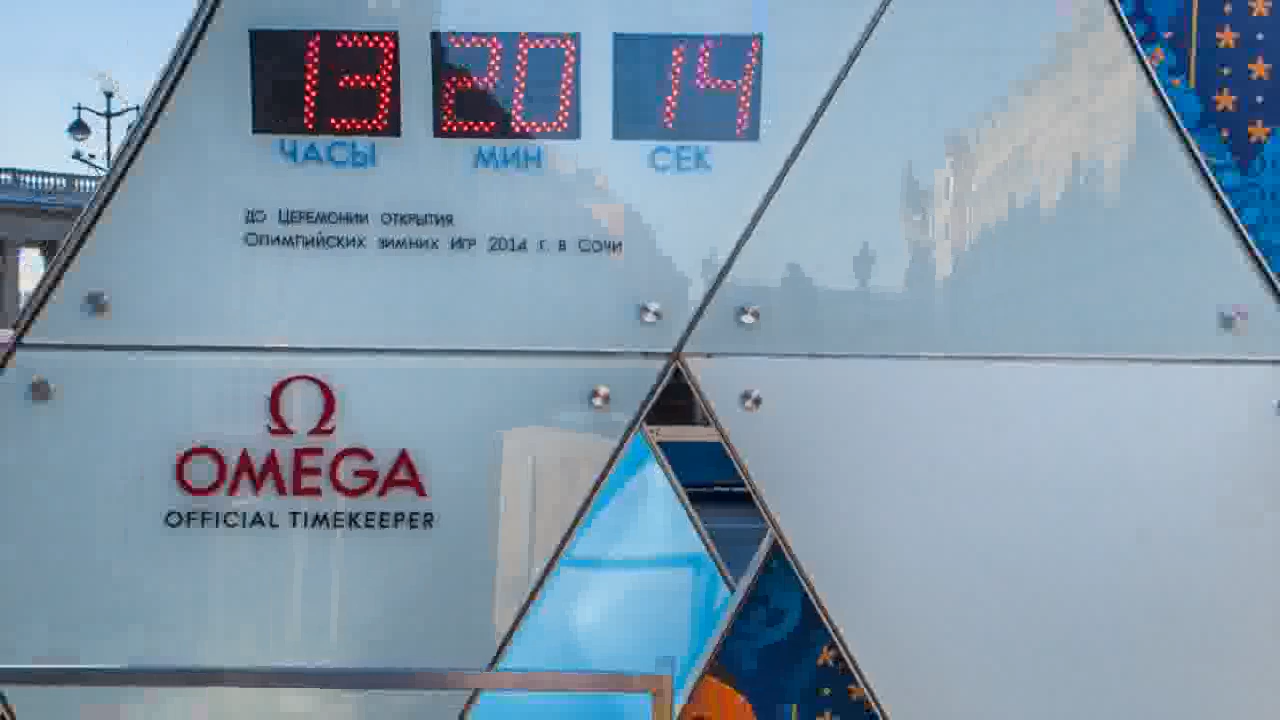 13 20 14
ЧАСЫ МИН СЕК
ДО ЦЕРЕМОНИИ ОТКРЫТИЯ
ОЛИМПИЙСКИХ ЗИМНИХ ИГР 2014 Г. В СОЧИ
Ω
OMEGA
OFFICIAL TIMEKEEPER